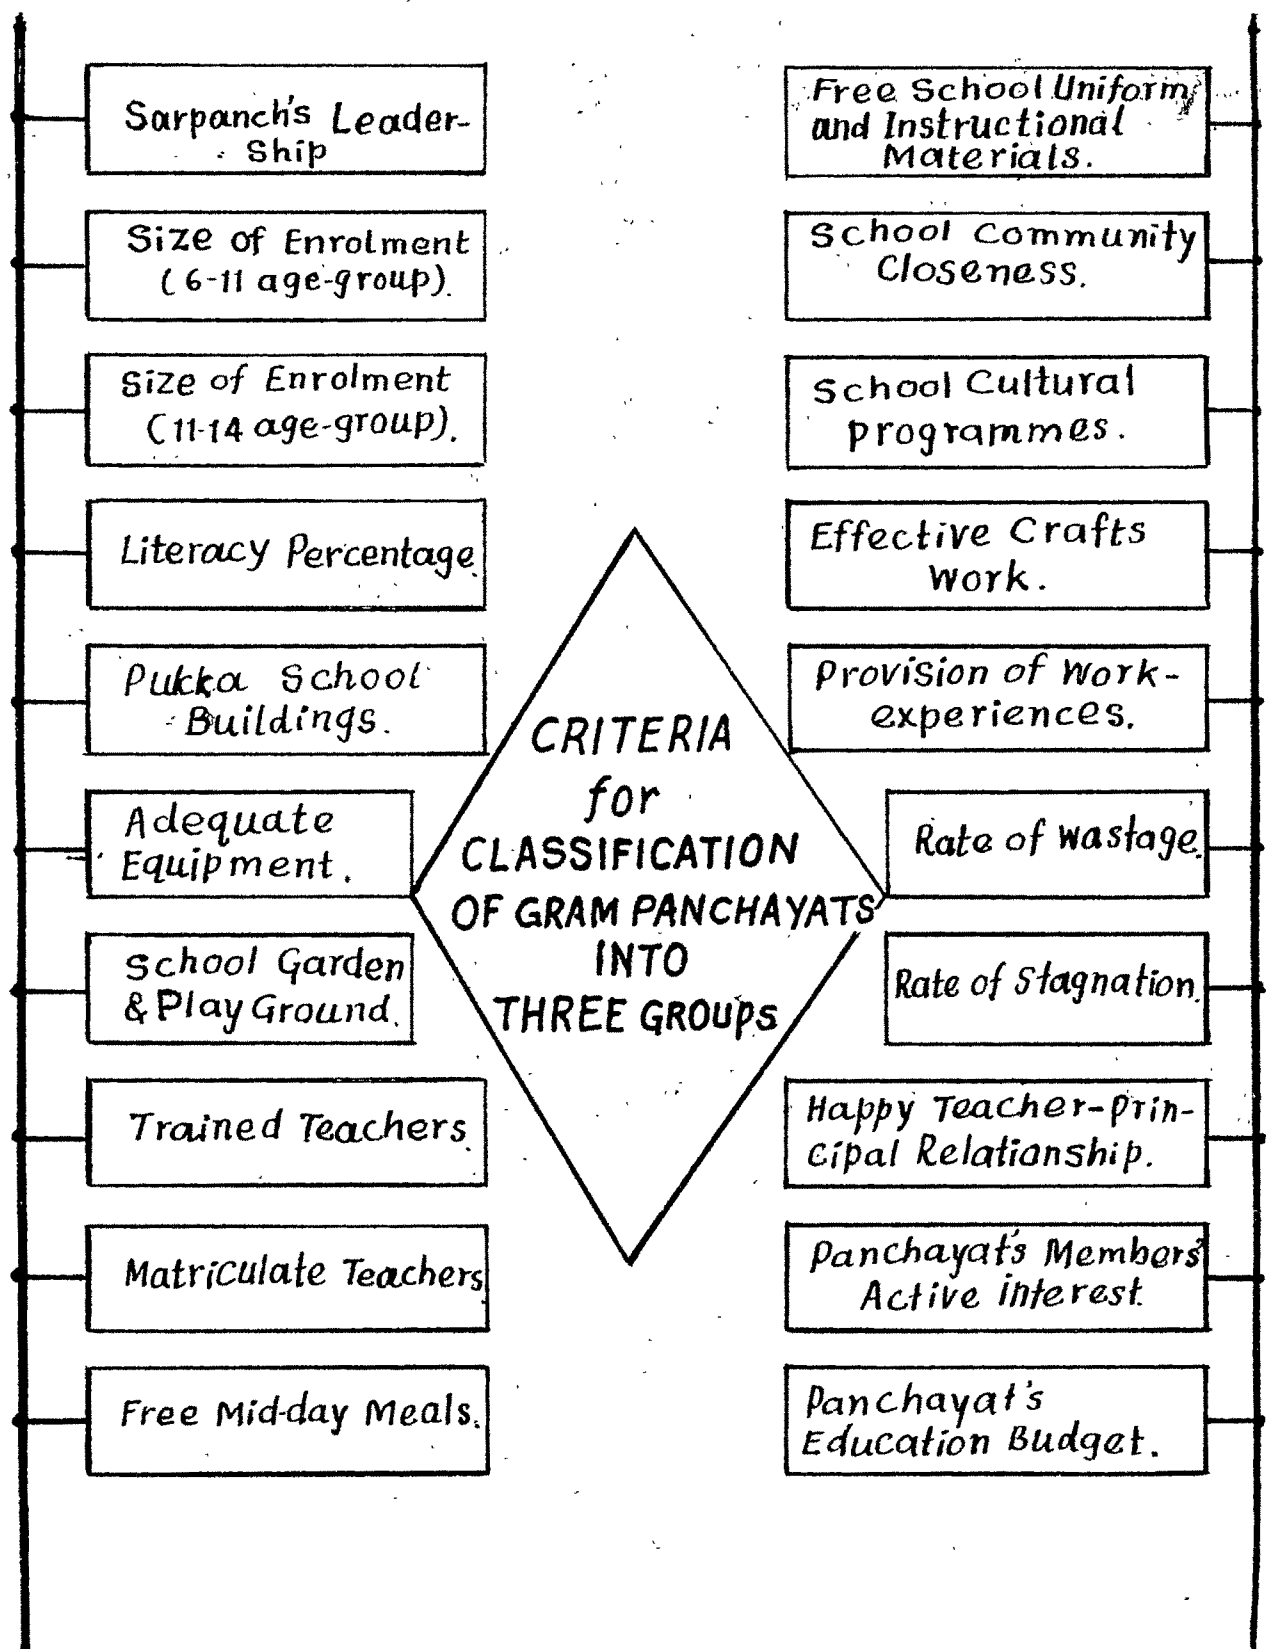 Sarpanch's Leader-
Ship
Size of Enrolment
(6-11 age-group).
Size of Enrolment
(11-14 age-group).
Literacy Percentage.
Pukka School
Buildings.
Adequate
Equipment.
School Garden
& Play Ground.
Trained Teachers.
Matriculate Teachers.
Free Mid-day Meals.
CRITERIA
for
CLASSIFICATION
OF GRAM PANCHAYATS
INTO
THREE GROUPS
Free School Uniform
and Instructional
Materials.
School Community
Closeness.
School Cultural
programmes.
Effective Crafts
Work.
Provision of Work-
experiences.
Rate of Wastage.
Rate of Stagnation.
Happy Teacher-Prin-
cipal Relationship.
Panchayat's Members'
Active interest.
Panchayat's
Education Budget.